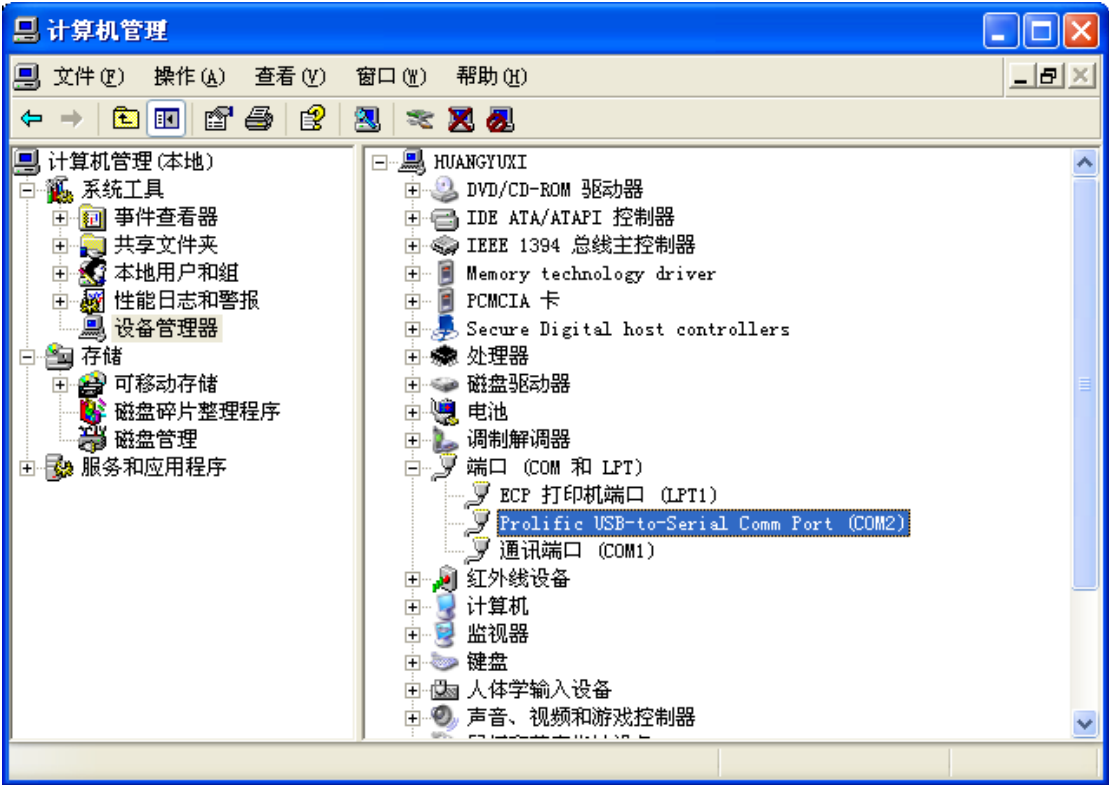 计算机管理
文件(F) 操作(A) 查看(V) 窗口(W) 帮助(H)
计算机管理(本地)
系统工具
事件查看器
共享文件夹
本地用户和组
性能日志和警报
设备管理器
存储
可移动存储
磁盘碎片整理程序
磁盘管理
服务和应用程序
HUANGYUXI
DVD/CD-ROM 驱动器
IDE ATA/ATAPI 控制器
IEEE 1394 总线主控制器
Memory technology driver
PCMCIA 卡
Secure Digital host controllers
处理器
磁盘驱动器
电池
调制解调器
端口 (COM 和 LPT)
ECP 打印机端口 (LPT1)
Prolific USB-to-Serial Comm Port (COM2)
通讯端口 (COM1)
红外线设备
计算机
监视器
键盘
人体学输入设备
声音、视频和游戏控制器